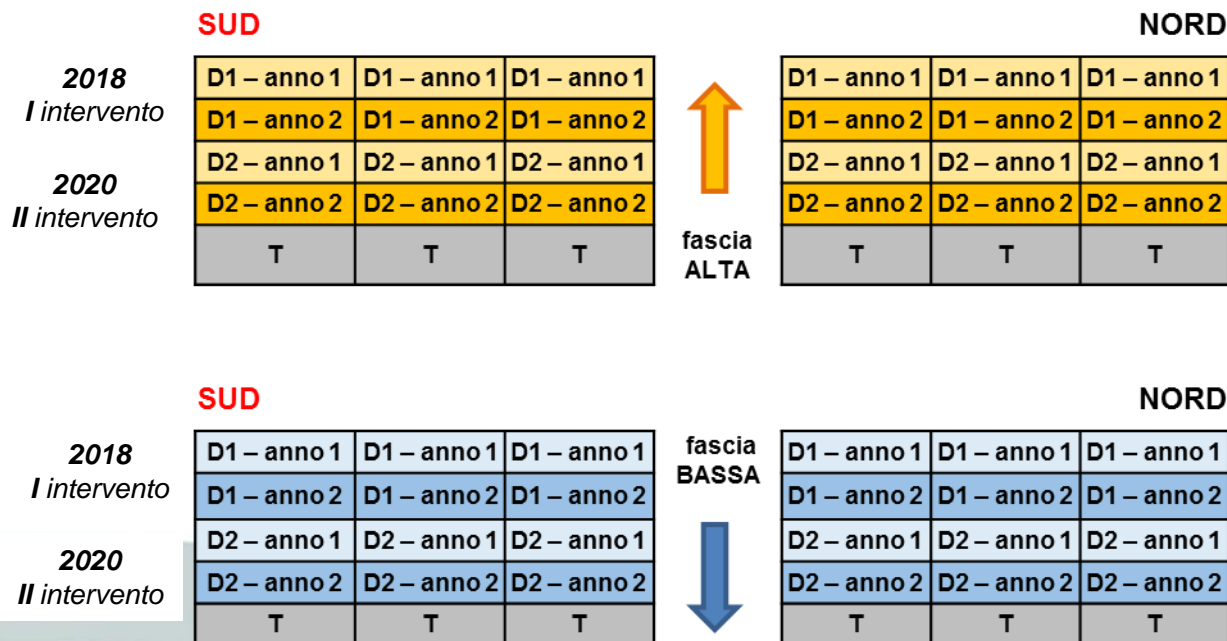 SUD NORD
2018
I intervento
D1 – anno 1 D1 – anno 1 D1 – anno 1 D1 – anno 1 D1 – anno 1 D1 – anno 1
D1 – anno 2 D1 – anno 2 D1 – anno 2 D1 – anno 2 D1 – anno 2 D1 – anno 2
2020
II intervento
D2 – anno 1 D2 – anno 1 D2 – anno 1 D2 – anno 1 D2 – anno 1 D2 – anno 1
D2 – anno 2 D2 – anno 2 D2 – anno 2 D2 – anno 2 D2 – anno 2 D2 – anno 2
T T T T T T
fascia
ALTA
SUD NORD
2018
I intervento
fascia
BASSA
D1 – anno 1 D1 – anno 1 D1 – anno 1 D1 – anno 1 D1 – anno 1 D1 – anno 1
D1 – anno 2 D1 – anno 2 D1 – anno 2 D1 – anno 2 D1 – anno 2 D1 – anno 2
2020
II intervento
D2 – anno 1 D2 – anno 1 D2 – anno 1 D2 – anno 1 D2 – anno 1 D2 – anno 1
D2 – anno 2 D2 – anno 2 D2 – anno 2 D2 – anno 2 D2 – anno 2 D2 – anno 2
T T T T T T